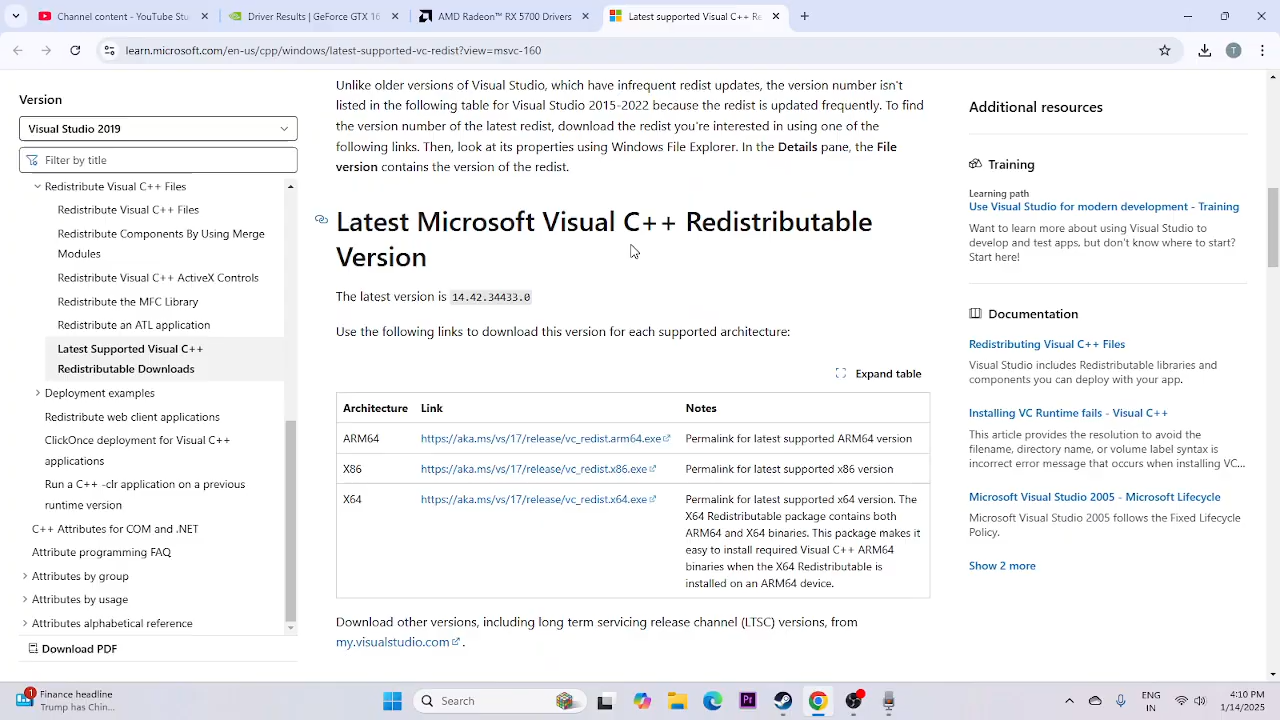 Channel content - YouTube S
Driver Results | GeForce GTX 16
AMD Radeon™ RX 5700 Drivers
Latest supported Visual C++ Re
learn.microsoft.com/en-us/cpp/windows/latest-supported-vc-redist?view=msvc-160
T
Version
Visual Studio 2019
Filter by title
Redistribute Visual C++ Files
Redistribute Visual C++ Files
Redistribute Components By Using Merge
Modules
Redistribute Visual C++ ActiveX Controls
Redistribute the MFC Library
Redistribute an ATL application
Latest Supported Visual C++
Redistributable Downloads
Deployment examples
Redistribute web client applications
ClickOnce deployment for Visual C++
applications
Run a C++ -clr application on a previous
runtime version
C++ Attributes for COM and .NET
Attribute programming FAQ
Attributes by group
Attributes by usage
Attributes alphabetical reference
Download PDF
Unlike older versions of Visual Studio, which have infrequent redist updates, the version number isn't
listed in the following table for Visual Studio 2015-2022 because the redist is updated frequently. To find
the version number of the latest redist, download the redist you're interested in using one of the
following links. Then, look at its properties using Windows File Explorer. In the Details pane, the File
version contains the version of the redist.
Latest Microsoft Visual C++ Redistributable
Version
The latest version is 14.42.34433.0
Use the following links to download this version for each supported architecture:
Expand table
Architecture Link Notes
ARM64 https://aka.ms/vs/17/release/vc_redist.arm64.exe Permalink for latest supported ARM64 version
X86 https://aka.ms/vs/17/release/vc_redist.x86.exe Permalink for latest supported x86 version
X64 https://aka.ms/vs/17/release/vc_redist.x64.exe Permalink for latest supported x64 version. The
X64 Redistributable package contains both
ARM64 and X64 binaries. This package makes it
easy to install required Visual C++ ARM64
binaries when the X64 Redistributable is
installed on an ARM64 device.
Download other versions, including long term servicing release channel (LTSC) versions, from
my.visualstudio.com .
Additional resources
Training
Learning path
Use Visual Studio for modern development - Training
Want to learn more about using Visual Studio to
develop and test apps, but don't know where to start?
Start here!
Documentation
Redistributing Visual C++ Files
Visual Studio includes Redistributable libraries and
components you can deploy with your app.
Installing VC Runtime fails - Visual C++
This article provides the resolution to avoid the
filename, directory name, or volume label syntax is
incorrect error message that occurs when installing VC...
Microsoft Visual Studio 2005 - Microsoft Lifecycle
Microsoft Visual Studio 2005 follows the Fixed Lifecycle
Policy.
Show 2 more
1
Finance headline
Trump has Chin...
Search
Pr
ENG
IN
4:10 PM
1/14/2025